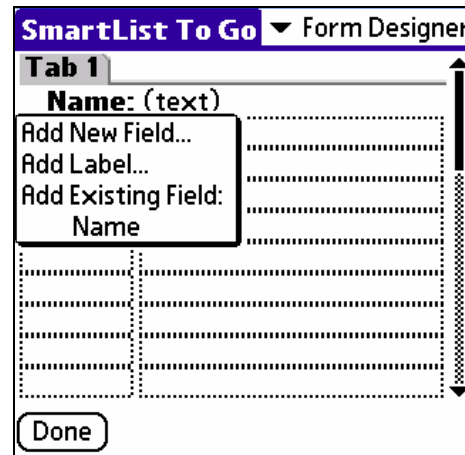 SmartList To Go ▼ Form Designer
Tab 1
Name: (text)
Add New Field...
Add Label...
Add Existing Field:
Name
Done